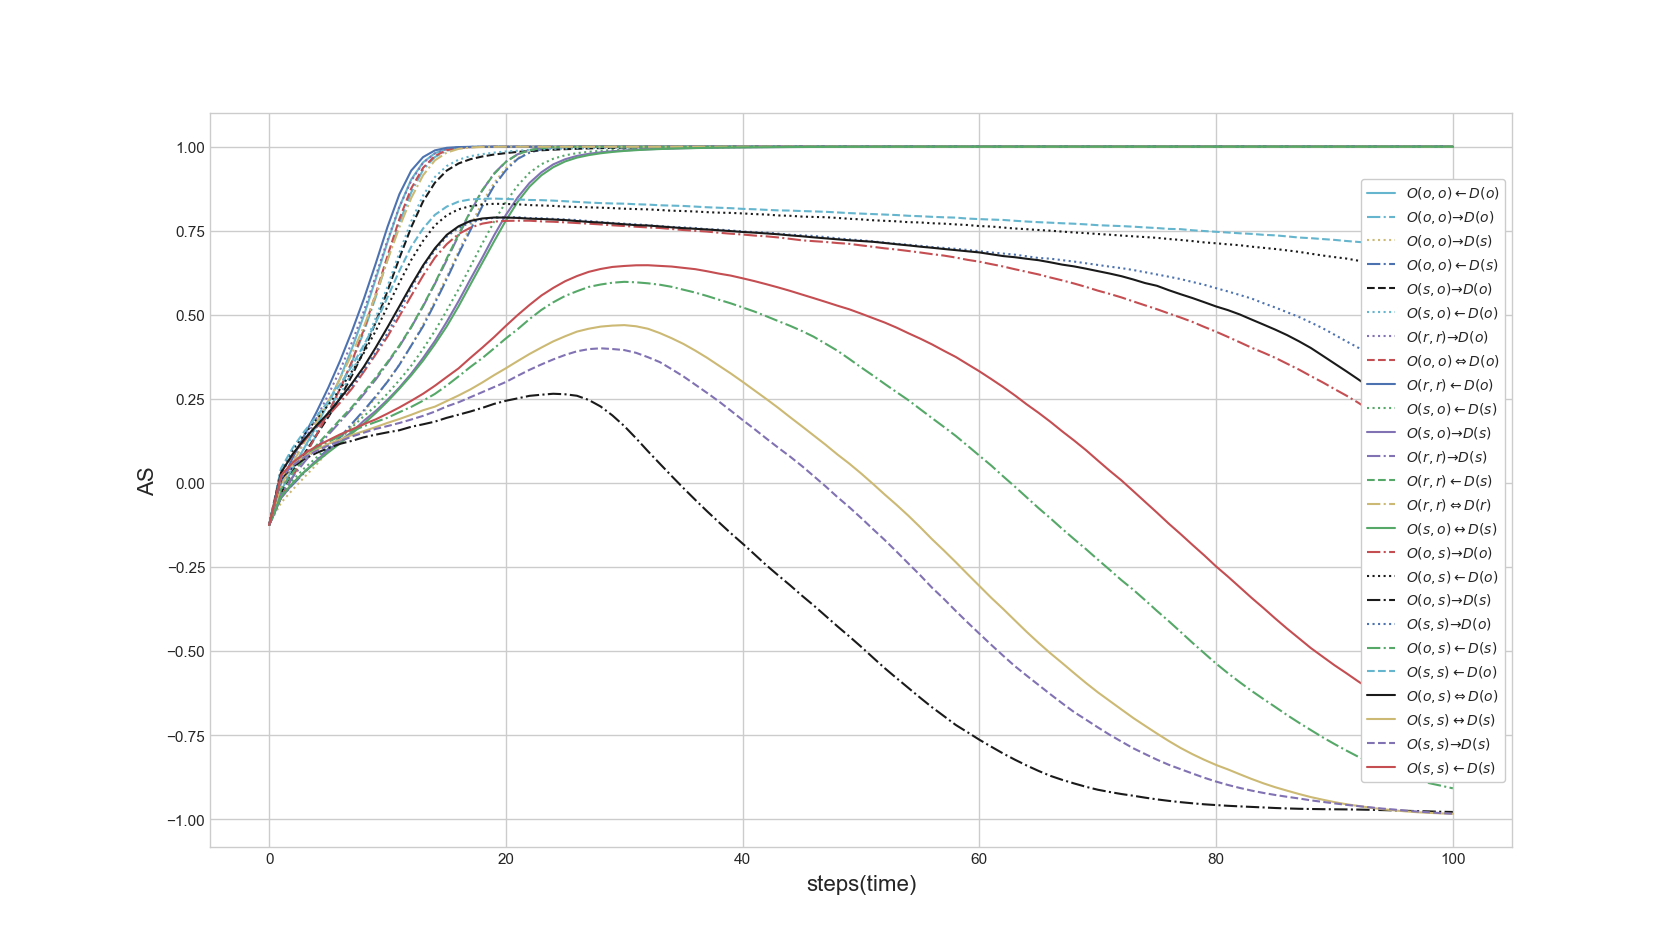 1.00
0.75
0.50
0.25
0.00
−0.25
−0.50
−0.75
−1.00
AS
0 20 40 60 80 100
steps(time)
O(o, o)←D(o)
O(o, o)→D(o)
O(o, o)→D(s)
O(o, o)←D(s)
O(s, o)→D(o)
O(s, o)←D(o)
O(r, r)→D(o)
O(o, o)⇔D(o)
O(r, r)←D(o)
O(s, o)←D(s)
O(s, o)→D(s)
O(r, r)→D(s)
O(r, r)←D(s)
O(r, r)⇔D(r)
O(s, o)⇔D(s)
O(o, s)→D(o)
O(o, s)←D(o)
O(o, s)→D(s)
O(s, s)→D(o)
O(o, s)←D(s)
O(s, s)←D(o)
O(o, s)⇔D(o)
O(s, s)⇔D(s)
O(s, s)→D(s)
O(s, s)←D(s)